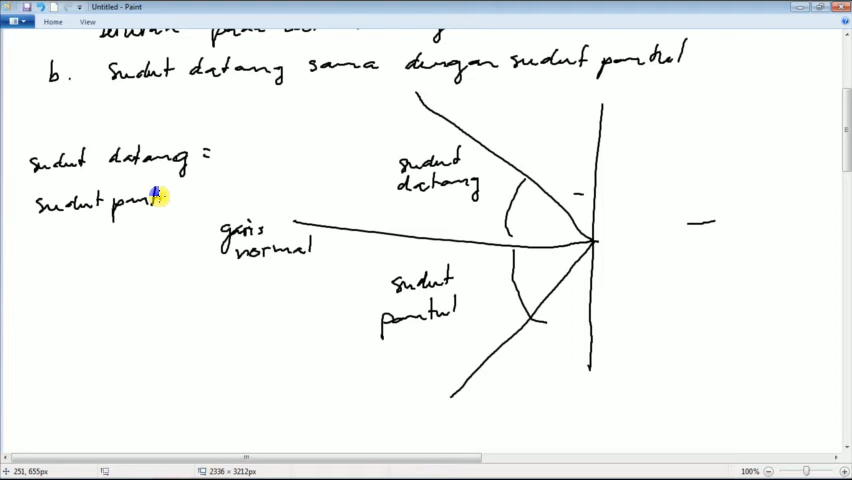 Untitled - Paint
Home View
b. sudut datang sama dengan sudut pantul
sudut datang =
sudut pant
sudut
datang
garis
normal
sudut
pantul
251, 655px
2336 × 3212px
100%